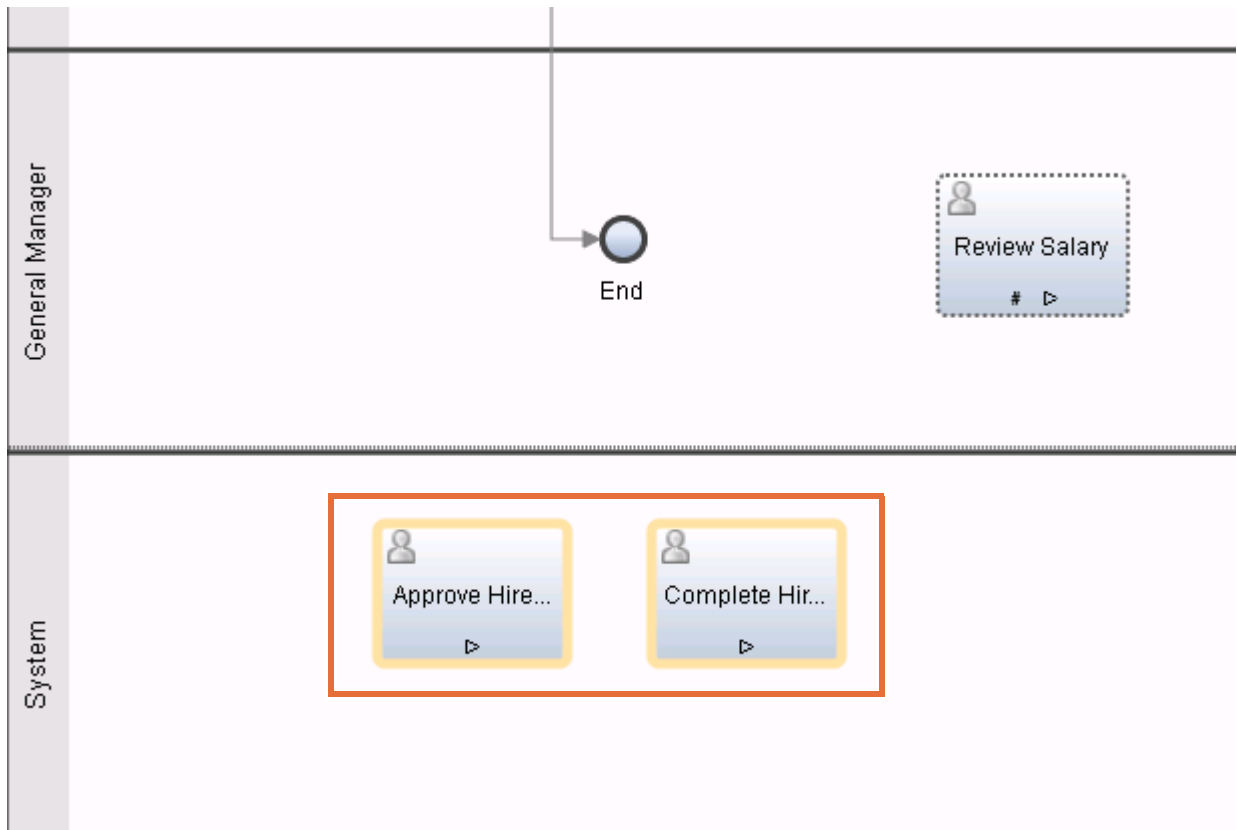 General Manager
End
Review Salary
#
System
Approve Hire...
Complete Hir...